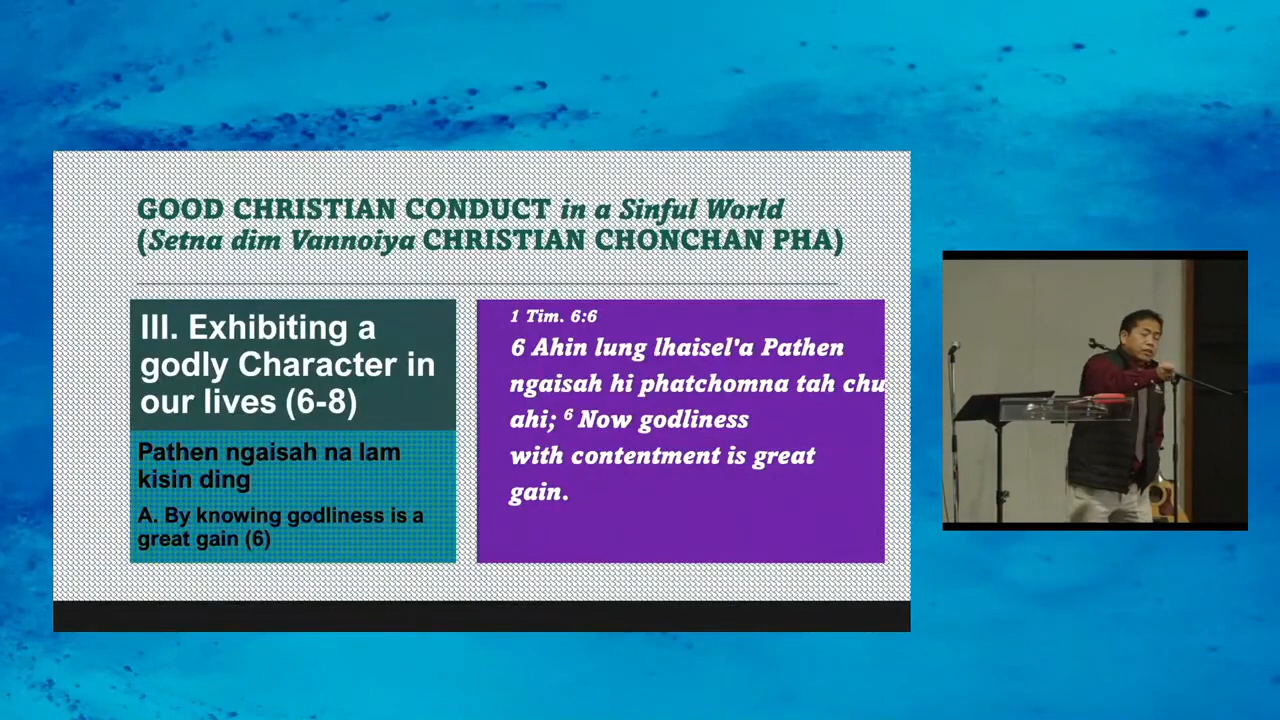 GOOD CHRISTIAN CONDUCT in a Sinful World
(Setna dim Vannoiya CHRISTIAN CHONCHAN PHA)
III. Exhibiting a
godly Character in
our lives (6-8)
Pathen ngaisah na lam
kisin ding
A. By knowing godliness is a
great gain (6)
1 Tim. 6:6
6 Ahin lung lhaisel'a Pathen
ngaisah hi phatchomna tah chu
ahi; ⁶ Now godliness
with contentment is great
gain.